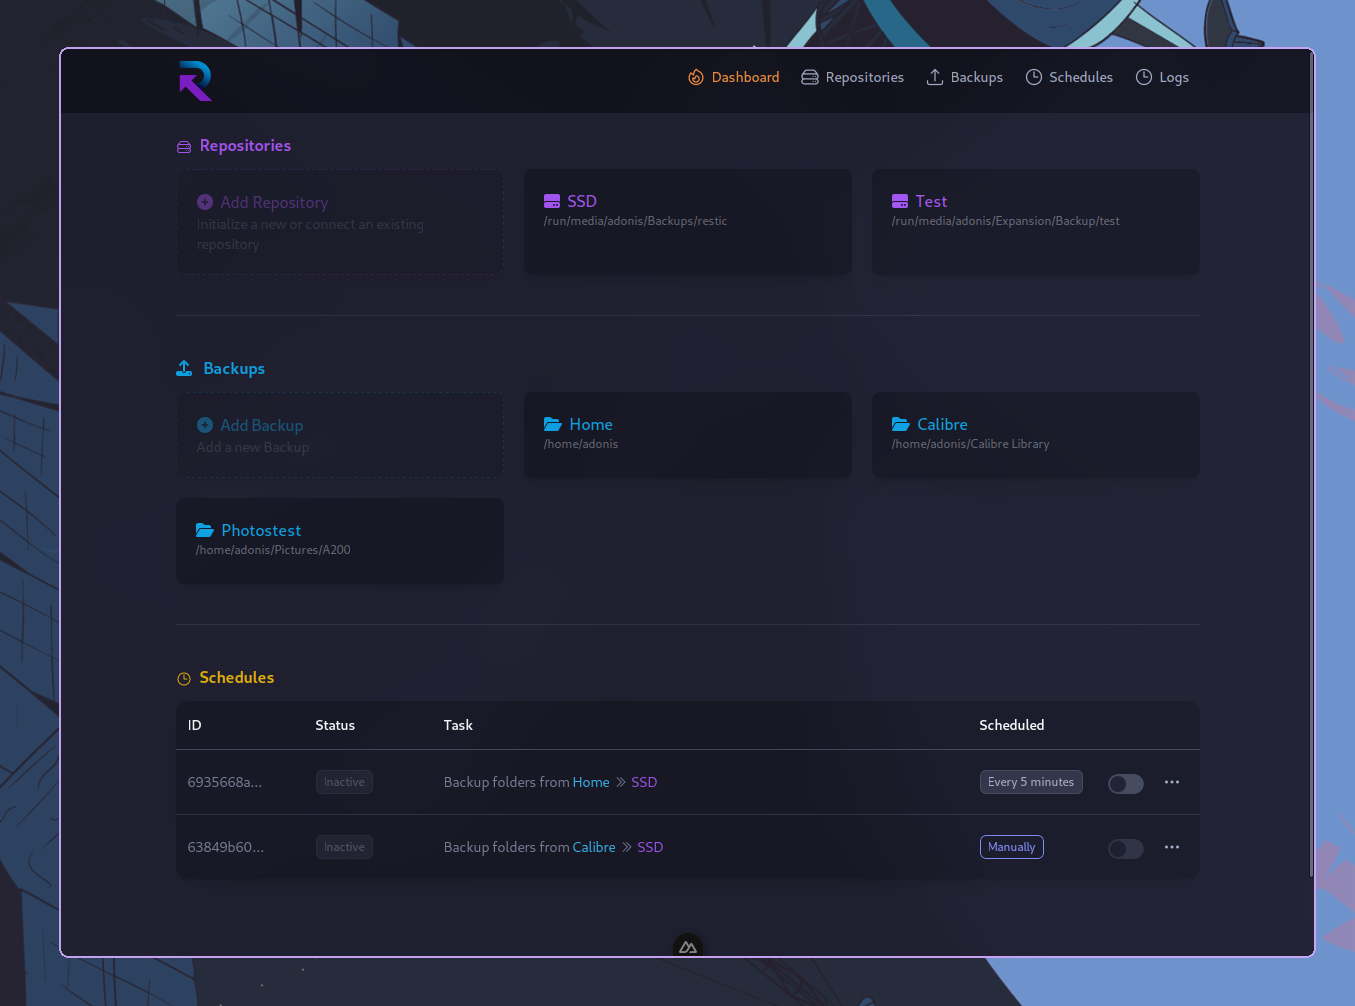 Dashboard Repositories Backups Schedules Logs
Repositories
Add Repository
Initialize a new or connect an existing
repository
SSD
/run/media/adonis/Backups/restic
Test
/run/media/adonis/Expansion/Backup/test
Backups
Add Backup
Add a new Backup
Home
/home/adonis
Calibre
/home/adonis/Calibre Library
Photostest
/home/adonis/Pictures/A200
Schedules
ID Status Task Scheduled
6935668a... Inactive Backup folders from Home » SSD Every 5 minutes
63849b60... Inactive Backup folders from Calibre » SSD Manually